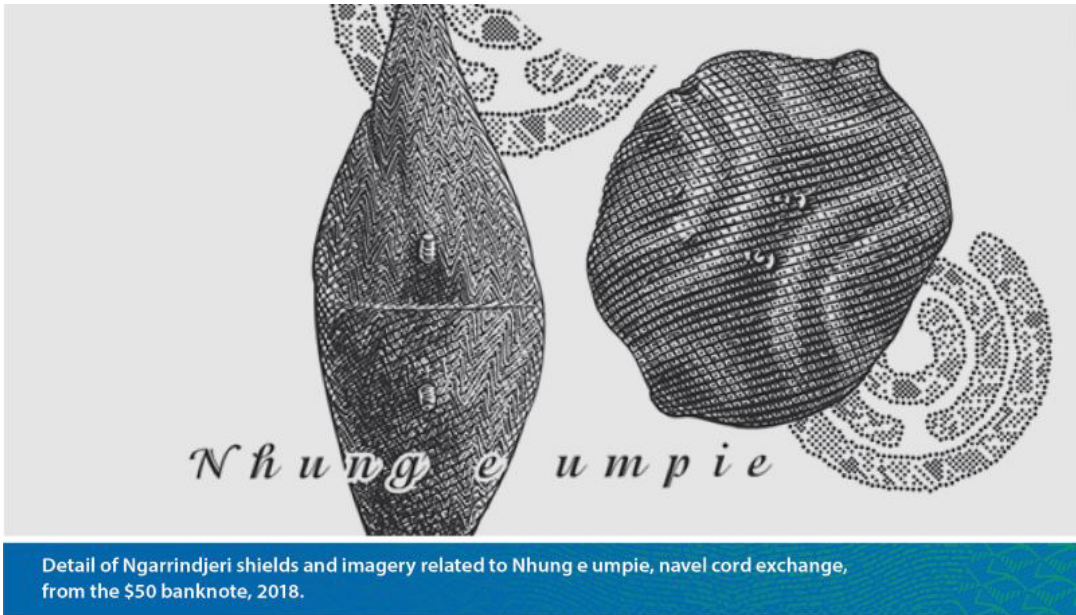 Nhung e umpie
Detail of Ngarrindjeri shields and imagery related to Nhung e umpie, navel cord exchange,
from the $50 banknote, 2018.